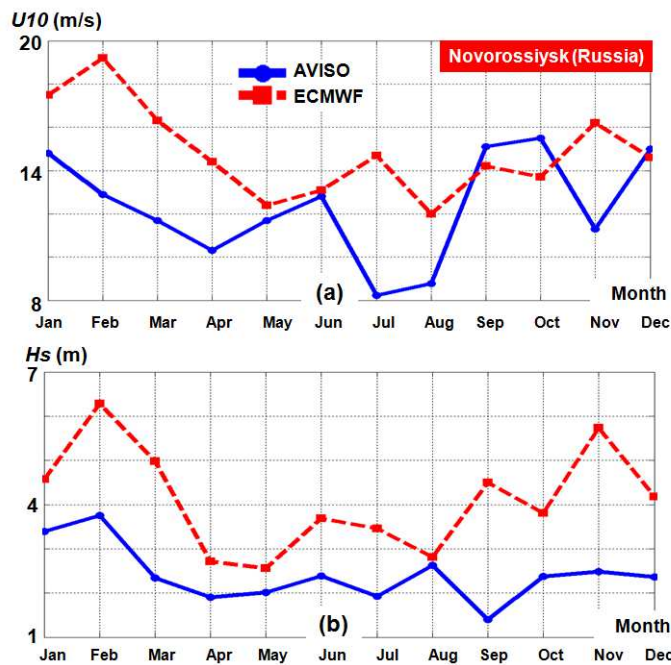 U10 (m/s)
20
Novorossiysk (Russia)
AVISO
ECMWF
14
8
(a)
Month
Jan Feb Mar Apr May Jun Jul Aug Sep Oct Nov Dec
Hs (m)
7
4
1
(b)
Month
Jan Feb Mar Apr May Jun Jul Aug Sep Oct Nov Dec